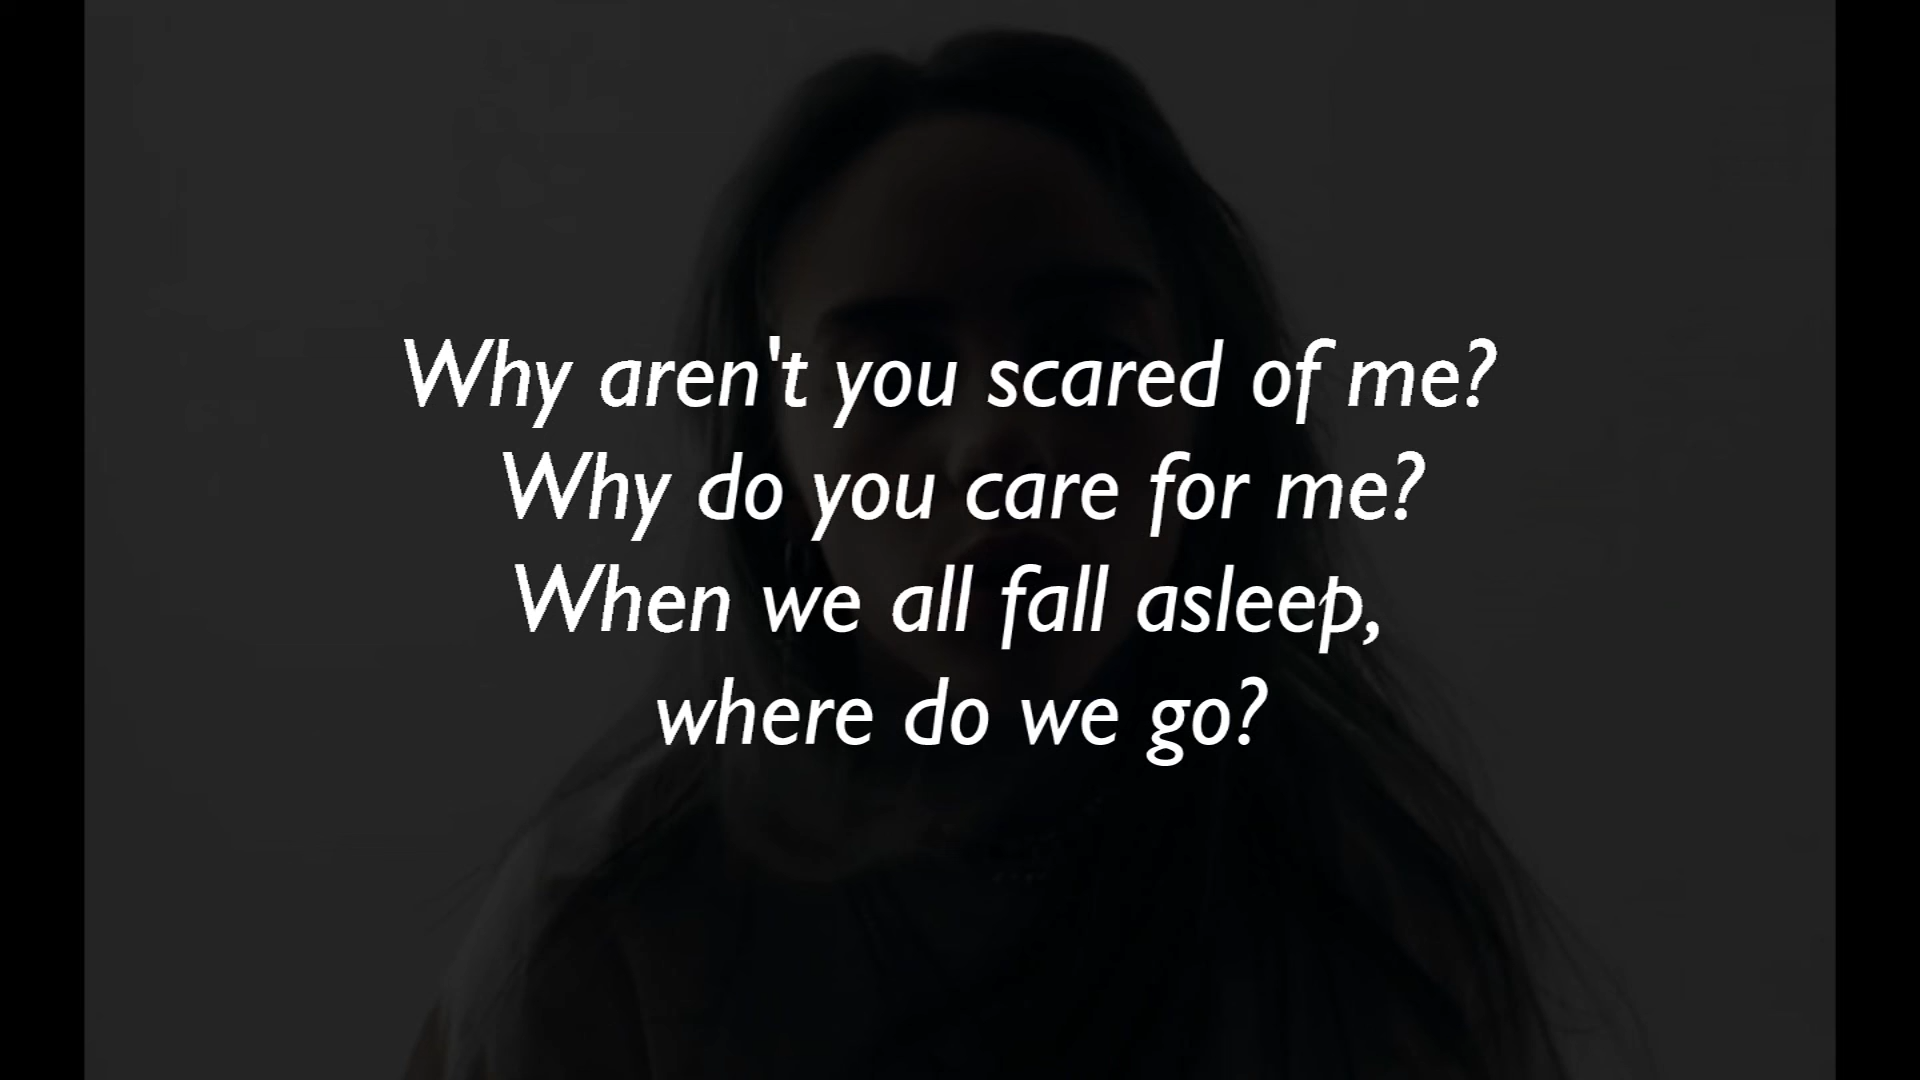 Why aren't you scared of me?
Why do you care for me?
When we all fall asleep,
where do we go?